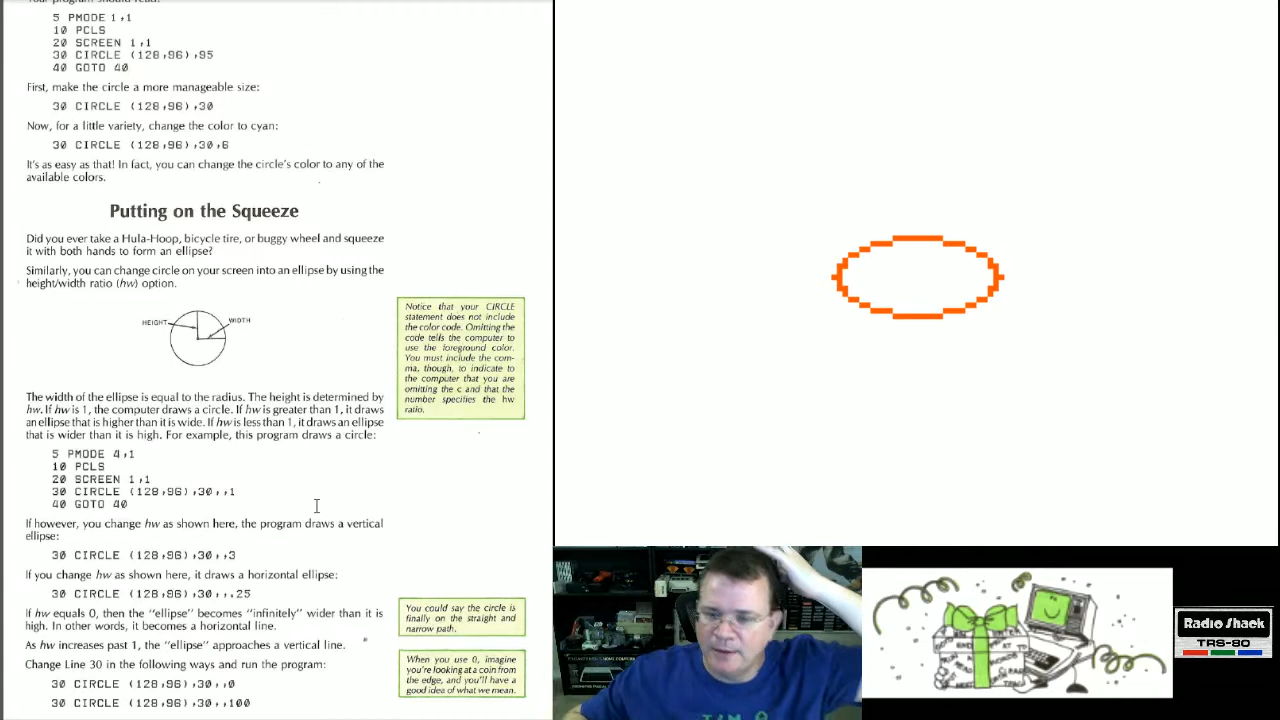 Your program should read:
5 PMODE 1,1
10 PCLS
20 SCREEN 1,1
30 CIRCLE (128,96),95
40 GOTO 40
First, make the circle a more manageable size:
30 CIRCLE (128,96),30
Now, for a little variety, change the color to cyan:
30 CIRCLE (128,96),30,6
It's as easy as that! In fact, you can change the circle's color to any of the
available colors.
Putting on the Squeeze
Did you ever take a Hula-Hoop, bicycle tire, or buggy wheel and squeeze
it with both hands to form an ellipse?
Similarly, you can change circle on your screen into an ellipse by using the
height/width ratio (hw) option.
HEIGHT
WIDTH
The width of the ellipse is equal to the radius. The height is determined by
hw. If hw is 1, the computer draws a circle. If hw is greater than 1, it draws
an ellipse that is higher than it is wide. If hw is less than 1, it draws an ellipse
that is wider than it is high. For example, this program draws a circle:
5 PMODE 4,1
10 PCLS
20 SCREEN 1,1
30 CIRCLE (128,96),30,,1
40 GOTO 40
If however, you change hw as shown here, the program draws a vertical
ellipse:
30 CIRCLE (128,96),30,,3
If you change hw as shown here, it draws a horizontal ellipse:
30 CIRCLE (128,96),30,,.25
If hw equals 0, then the "ellipse" becomes "infinitely" wider than it is
high. In other words, it becomes a horizontal line.
As hw increases past 1, the "ellipse" approaches a vertical line.
Change Line 30 in the following ways and run the program:
30 CIRCLE (128,96),30,,0
30 CIRCLE (128,96),30,,100
Notice that your CIRCLE
statement does not include
the color code. Omitting the
code tells the computer to
use the foreground color.
You must include the com-
ma, though, to indicate to
the computer that you are
omitting the c and that the
number specifies the hw
ratio.
You could say the circle is
finally on the straight and
narrow path.
When you use 0, imagine
you're looking at a coin from
the edge, and you'll have a
good idea of what we mean.
Radio Shack
TRS-80